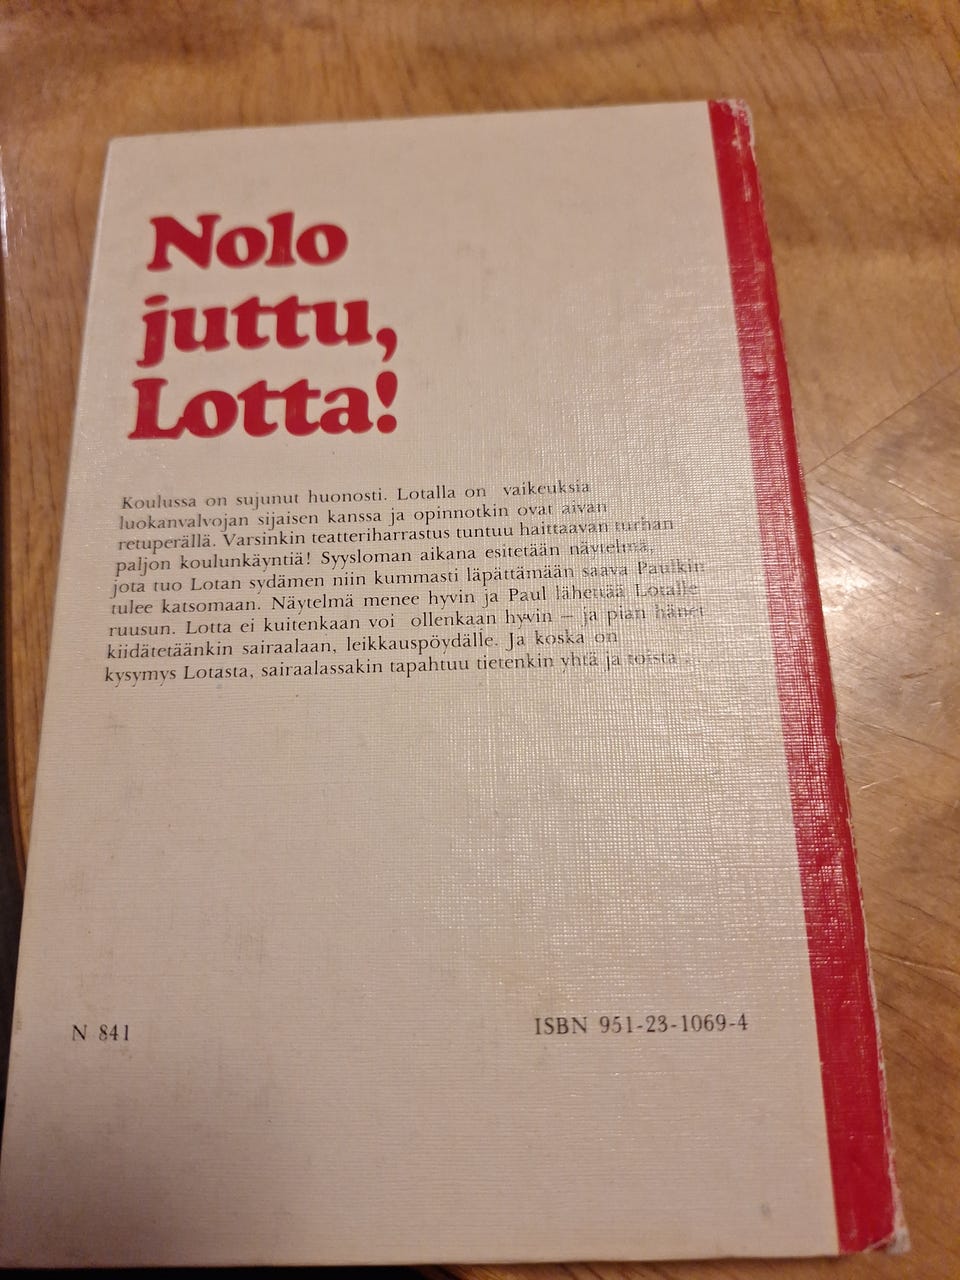 Nolo
juttu,
Lotta!
Koulussa on sujunut huonosti. Lotalla on vaikeuksia
luokanvalvojan sijaisen kanssa ja opinnotkin ovat aivan
retuperällä. Varsinkin teatteriharrastus tuntuu haittaavan turhan
paljon koulunkäyntiä! Syysloman aikana esitetään näytelmä,
jota tuo Lotan sydämen niin kummasti läpättämään saava Paulkin
tulee katsomaan. Näytelmä menee hyvin ja Paul lähettää Lotalle
ruusun. Lotta ei kuitenkaan voi ollenkaan hyvin – ja pian hänet
kiidätetäänkin sairaalaan, leikkauspöydälle. Ja koska on
kysymys Lotasta, sairaalassakin tapahtuu tietenkin yhtä ja toista . . .
N 841
ISBN 951-23-1069-4